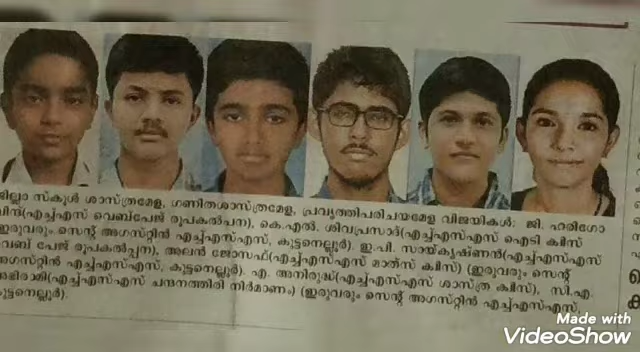 ജില്ലാ സ്കൂൾ ശാസ്ത്രമേള, ഗണിതശാസ്ത്രമേള, പ്രവൃത്തിപരിചയമേള വിജയികൾ: ജി. ഹരിഗോ
വിന്ദ്(എച്ച്എസ് വെബ്പേജ് രൂപകൽപന), കെ.എൽ. ശിവപ്രസാദ്(എച്ച്എസ്എസ് ഐടി ക്വിസ്)
(ഇരുവരും സെന്റ് അഗസ്റ്റിൻ എച്ച്എസ്എസ്, കുട്ടനെല്ലൂർ). ഇ.പി. സായ്കൃഷ്ണൻ(എച്ച്എസ്എസ്
വെബ് പേജ് രൂപകൽപ്പന), അലൻ ജോസഫ്(എച്ച്എസ്എസ് മാത്സ് ക്വിസ്) (ഇരുവരും സെന്റ്
അഗസ്റ്റിൻ എച്ച്എസ്എസ്, കുട്ടനെല്ലൂർ). എ. അനിരുദ്ധ്(എച്ച്എസ്എസ് ശാസ്ത്ര ക്വിസ്), സി.എ.
അഭിരാമി(എച്ച്എസ്എസ് ചന്ദനത്തിരി നിർമാണം) (ഇരുവരും സെന്റ് അഗസ്റ്റിൻ എച്ച്എസ്എസ്,
കുട്ടനെല്ലൂർ).
Made with
VideoShow